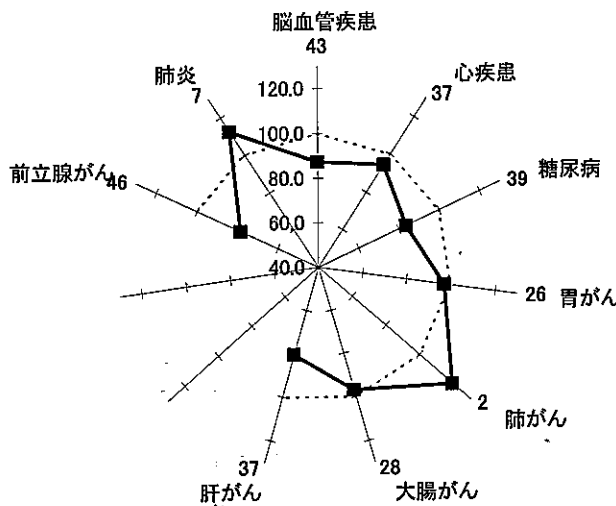 脳血管疾患
43
心疾患
37
糖尿病
39
胃がん
26
肺がん
2
大腸がん
28
肝がん
37
前立腺がん
46
肺炎
7
120.0
100.0
80.0
60.0
40.0